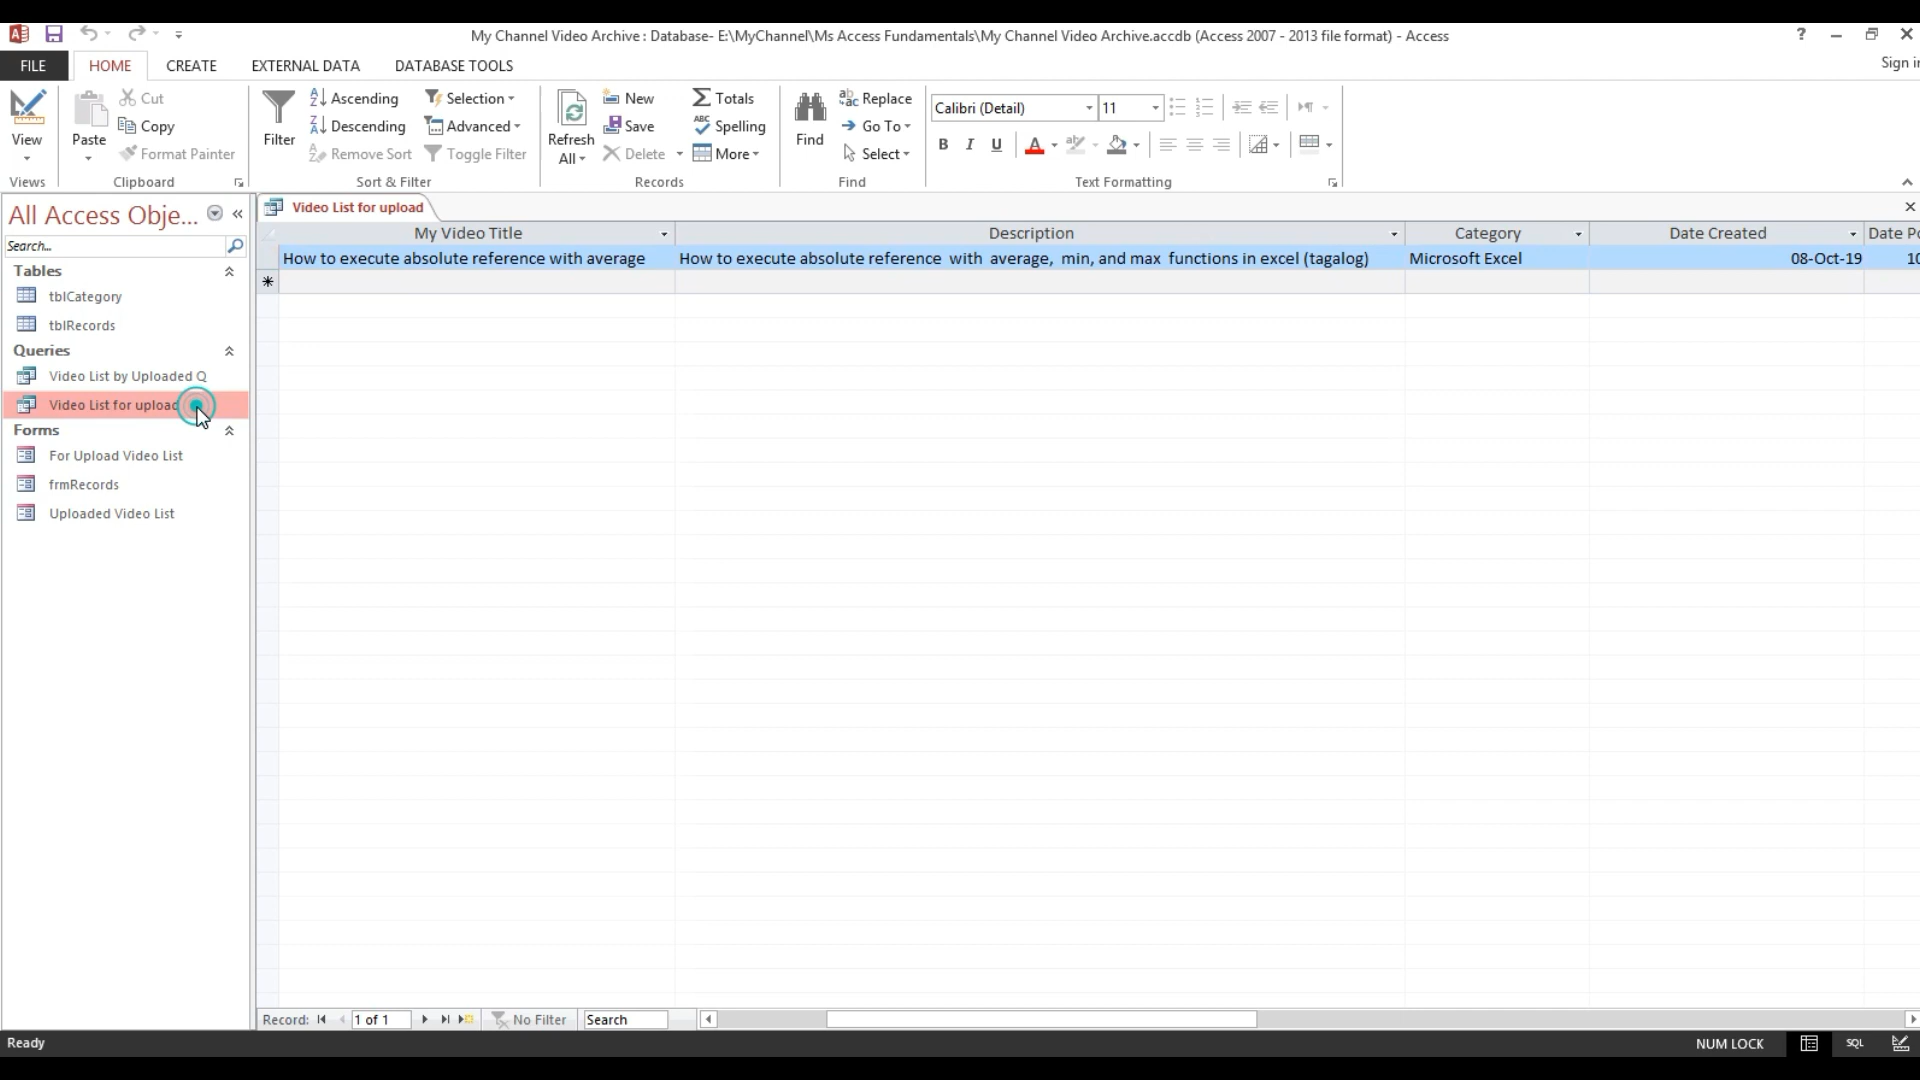 My Channel Video Archive : Database- E:\MyChannel\Ms Access Fundamentals\My Channel Video Archive.accdb (Access 2007 - 2013 file format) - Access
?
FILE HOME CREATE EXTERNAL DATA DATABASE TOOLS
Sign in
View
Views
Paste
Cut
Copy
Format Painter
Clipboard
Filter
Ascending
Descending
Remove Sort
Selection
Advanced
Toggle Filter
Sort & Filter
Refresh
All
New
Save
Delete
Totals
Spelling
More
Records
Find
Replace
Go To
Select
Find
Calibri (Detail) 11
B I U A
Text Formatting
All Access Obje...
Search...
Tables
tblCategory
tblRecords
Queries
Video List by Uploaded Q
Video List for upload
Forms
For Upload Video List
frmRecords
Uploaded Video List
Video List for upload
My Video Title Description Category Date Created Date Po
How to execute absolute reference with average How to execute absolute reference with average, min, and max functions in excel (tagalog) Microsoft Excel 08-Oct-19 10
Record: 1 of 1 No Filter Search
Ready NUM LOCK SQL